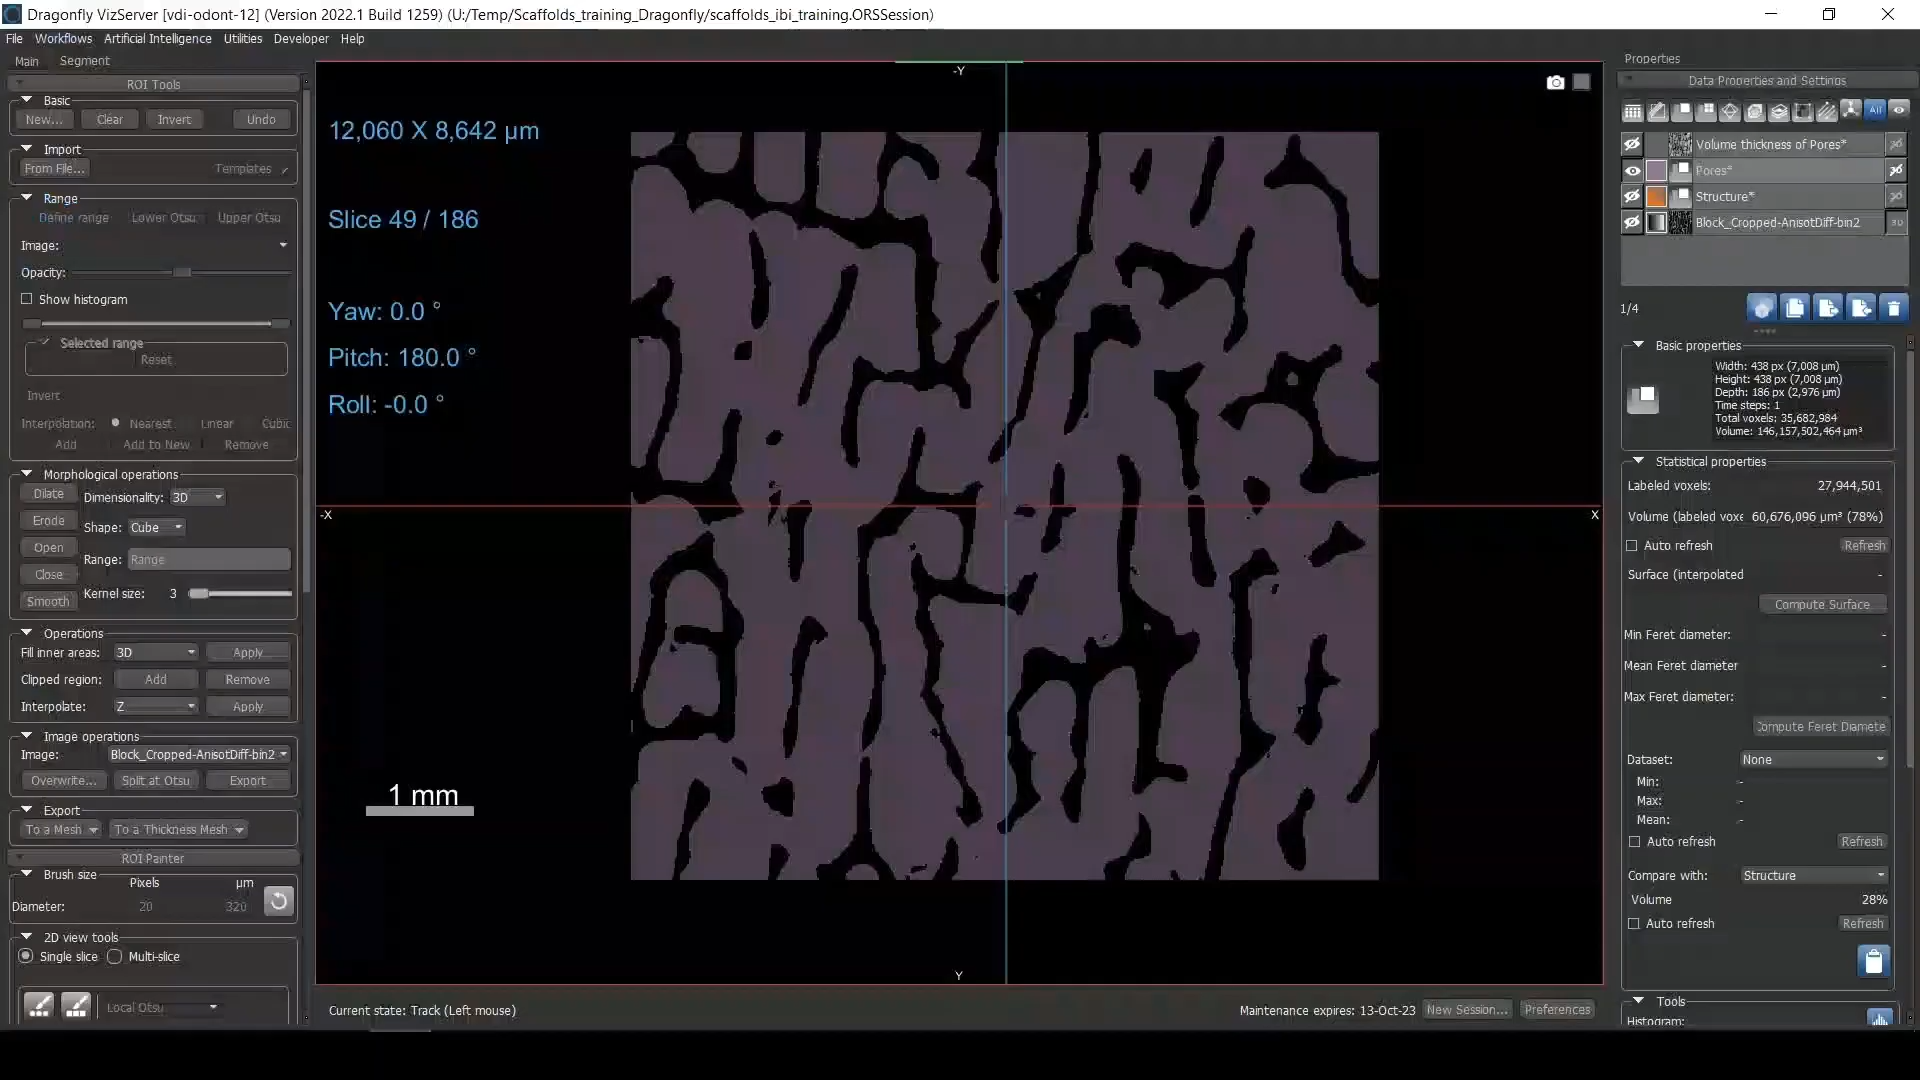 Dragonfly VizServer [vdi-odont-12] (Version 2022.1 Build 1259) (U:/Temp/Scaffolds_training_Dragonfly/scaffolds_ibi_training.ORSSession)
File Workflows Artificial Intelligence Utilities Developer Help
Main Segment
ROI Tools
Basic
New... Clear Invert Undo
Import
From File... Templates
Range
Define range Lower Otsu Upper Otsu
Image:
Opacity:
Show histogram
Selected range
Reset
Invert
Interpolation: Nearest Linear Cubic
Add Add to New Remove
Morphological operations
Dilate Dimensionality: 3D
Erode Shape: Cube
Open Range: Range
Close Kernel size: 3
Smooth
Operations
Fill inner areas: 3D Apply
Clipped region: Add Remove
Interpolate: Z Apply
Image operations
Image: Block_Cropped-AnisotDiff-bin2
Overwrite... Split at Otsu Export
Export
To a Mesh To a Thickness Mesh
ROI Painter
Brush size
Pixels µm
Diameter: 20 320
2D view tools
Single slice Multi-slice
Local Otsu
-Y
12,060 X 8,642 µm
Slice 49 / 186
Yaw: 0.0 °
Pitch: 180.0 °
Roll: -0.0 °
-X X
1 mm
Y
Current state: Track (Left mouse) Maintenance expires: 13-Oct-23 New Session... Preferences
Properties
Data Properties and Settings
All
Volume thickness of Pores*
Pores*
Structure*
Block_Cropped-AnisotDiff-bin2 3D
1/4
Basic properties
Width: 438 px (7,008 µm)
Height: 438 px (7,008 µm)
Depth: 186 px (2,976 µm)
Time steps: 1
Total voxels: 35,682,984
Volume: 146,157,502,464 µm³
Statistical properties
Labeled voxels: 27,944,501
Volume (labeled voxe 60,676,096 µm³ (78%)
Auto refresh Refresh
Surface (interpolated -
Compute Surface
Min Feret diameter: -
Mean Feret diameter -
Max Feret diameter: -
Compute Feret Diamete
Dataset: None
Min: -
Max: -
Mean: -
Auto refresh Refresh
Compare with: Structure
Volume 28%
Auto refresh Refresh
Tools
Histogram: